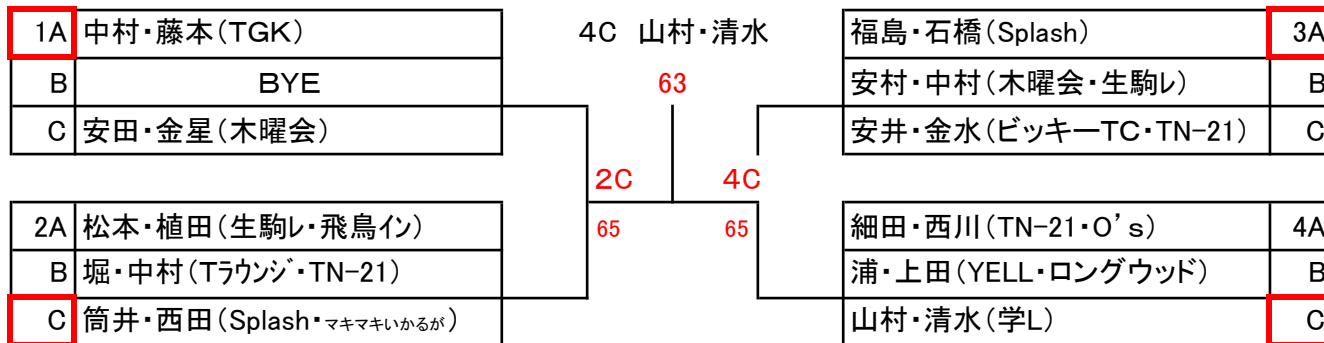 1A 中村・藤本(TGK)
B BYE
C 安田・金星(木曜会)
2A 松本・植田(生駒レ・飛鳥イン)
B 堀・中村(Tラウンジ・TN-21)
C 筒井・西田(Splash・マキマキいかるが)
4C 山村・清水
63
2C 4C
65 65
福島・石橋(Splash) 3A
安村・中村(木曜会・生駒レ) B
安井・金水(ビッキーTC・TN-21) C
細田・西川(TN-21・O's) 4A
浦・上田(YELL・ロングウッド) B
山村・清水(学L) C